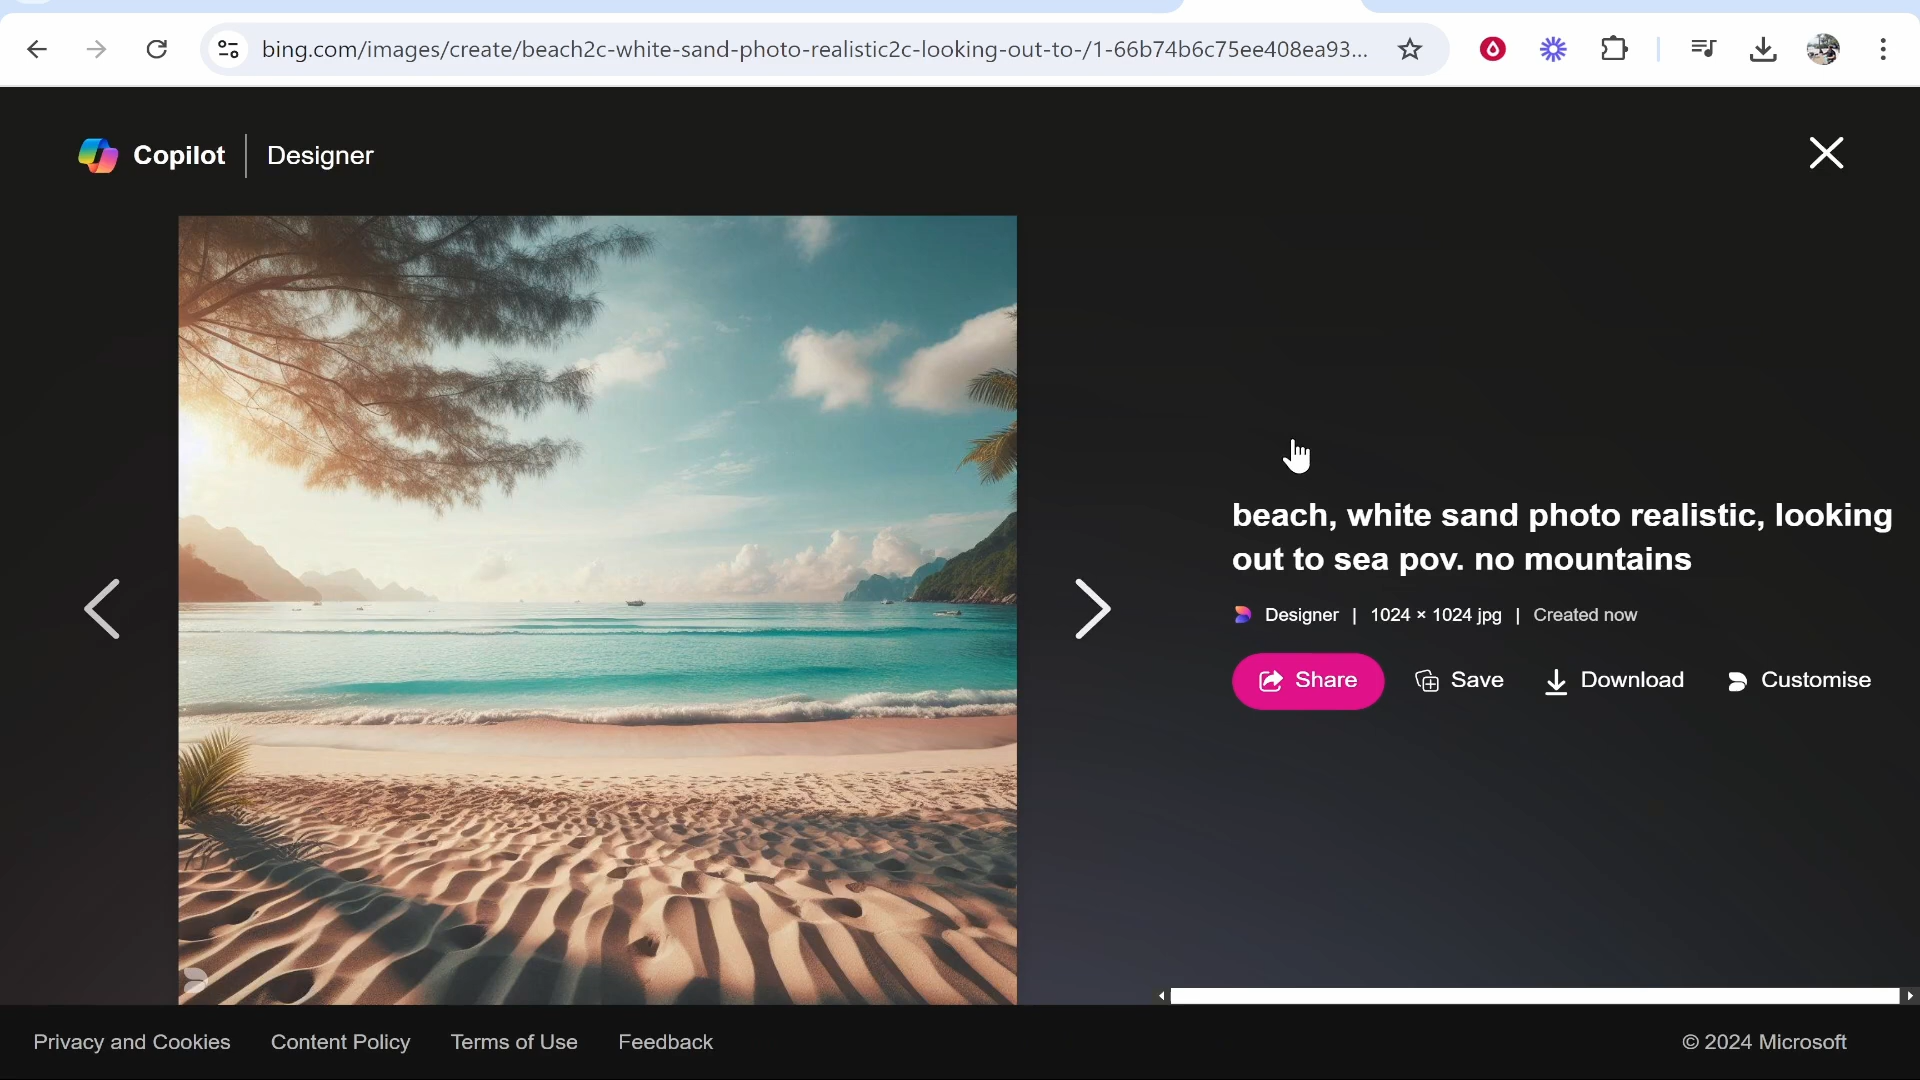 bing.com/images/create/beach2c-white-sand-photo-realistic2c-looking-out-to-/1-66b74b6c75ee408ea93...
Copilot | Designer
beach, white sand photo realistic, looking
out to sea pov. no mountains
Designer | 1024 × 1024 jpg | Created now
Share Save Download Customise
Privacy and Cookies Content Policy Terms of Use Feedback © 2024 Microsoft